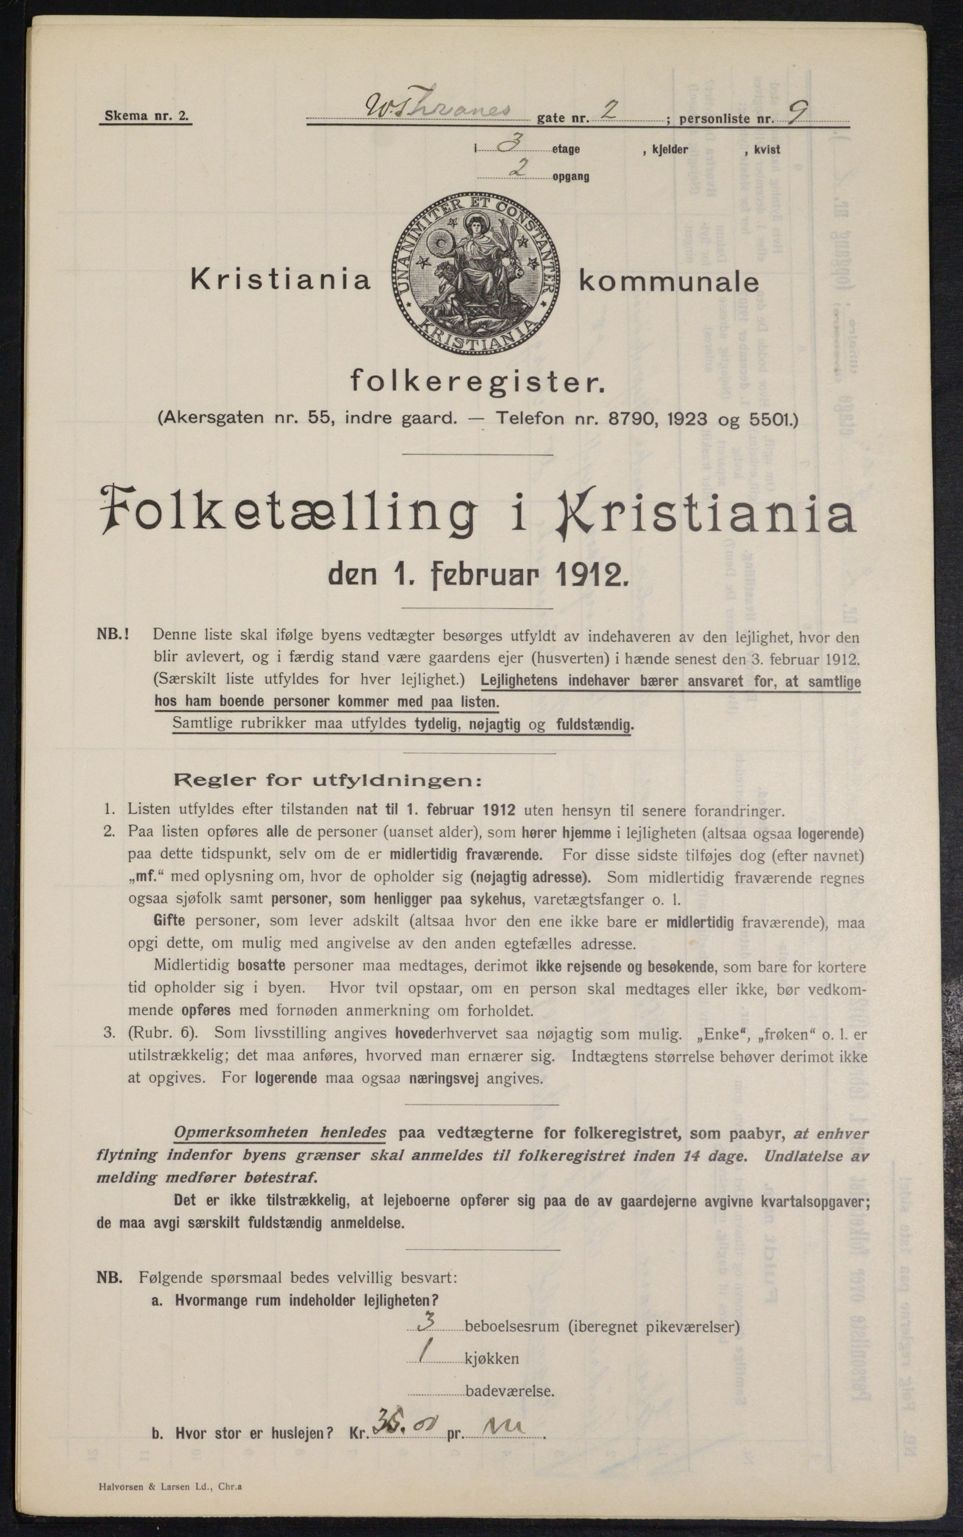 Skema nr. 2.
W. Thranes gate nr. 2 ; personliste nr. 9
i 3 etage , kjelder , kvist
2 opgang
UNANIMITER ET CONSTANTER
KRISTIANIA
Kristiania kommunale
folkeregister.
(Akersgaten nr. 55, indre gaard. — Telefon nr. 8790, 1923 og 5501.)
Folketælling i Kristiania
den 1. februar 1912.
NB.! Denne liste skal ifølge byens vedtægter besørges utfyldt av indehaveren av den lejlighet, hvor den
blir avlevert, og i færdig stand være gaardens ejer (husverten) i hænde senest den 3. februar 1912.
(Særskilt liste utfyldes for hver lejlighet.) Lejlighetens indehaver bærer ansvaret for, at samtlige
hos ham boende personer kommer med paa listen.
Samtlige rubrikker maa utfyldes tydelig, nøjagtig og fuldstændig.
Regler for utfyldningen:
1. Listen utfyldes efter tilstanden nat til 1. februar 1912 uten hensyn til senere forandringer.
2. Paa listen opføres alle de personer (uanset alder), som hører hjemme i lejligheten (altsaa ogsaa logerende)
paa dette tidspunkt, selv om de er midlertidig fraværende. For disse sidste tilføjes dog (efter navnet)
„mf.“ med oplysning om, hvor de opholder sig (nøjagtig adresse). Som midlertidig fraværende regnes
ogsaa sjøfolk samt personer, som henligger paa sykehus, varetægtsfanger o. l.
Gifte personer, som lever adskilt (altsaa hvor den ene ikke bare er midlertidig fraværende), maa
opgi dette, om mulig med angivelse av den anden egtefælles adresse.
Midlertidig bosatte personer maa medtages, derimot ikke rejsende og besøkende, som bare for kortere
tid opholder sig i byen. Hvor tvil opstaar, om en person skal medtages eller ikke, bør vedkom-
mende opføres med fornøden anmerkning om forholdet.
3. (Rubr. 6). Som livsstilling angives hovederhvervet saa nøjagtig som mulig. „Enke“, „frøken“ o. l. er
utilstrækkelig; det maa anføres, hvorved man ernærer sig. Indtægtens størrelse behøver derimot ikke
at opgives. For logerende maa ogsaa næringsvej angives.
Opmerksomheten henledes paa vedtægterne for folkeregistret, som paabyr, at enhver
flytning indenfor byens grænser skal anmeldes til folkeregistret inden 14 dage. Undlatelse av
melding medfører bøtestraf.
Det er ikke tilstrækkelig, at lejeboerne opfører sig paa de av gaardejerne avgivne kvartalsopgaver;
de maa avgi særskilt fuldstændig anmeldelse.
NB. Følgende spørsmaal bedes velvillig besvart:
a. Hvormange rum indeholder lejligheten?
3 beboelsesrum (iberegnet pikeværelser)
1 kjøkken
badeværelse.
b. Hvor stor er huslejen? Kr. 35.00 pr. m.
Halvorsen & Larsen Ld., Chr.a